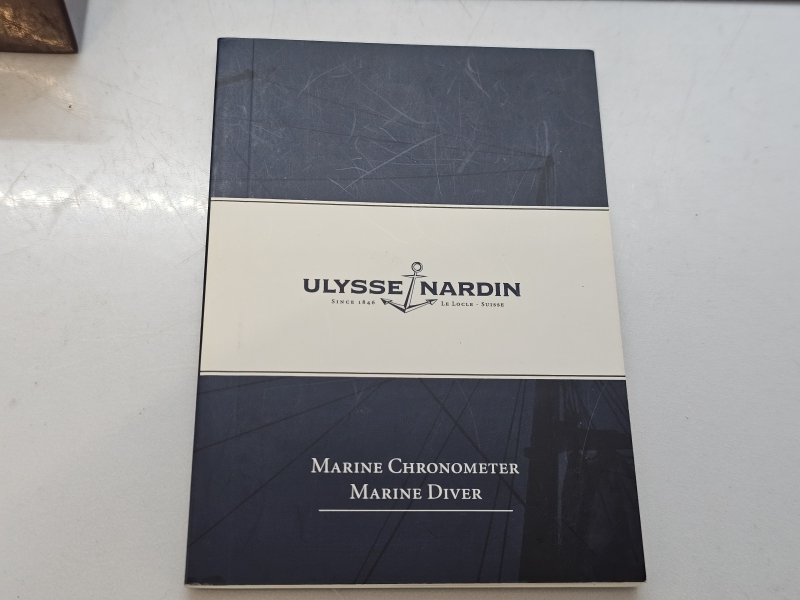 ULYSSE NARDIN
SINCE 1846 LE LOCLE - SUISSE
MARINE CHRONOMETER
MARINE DIVER